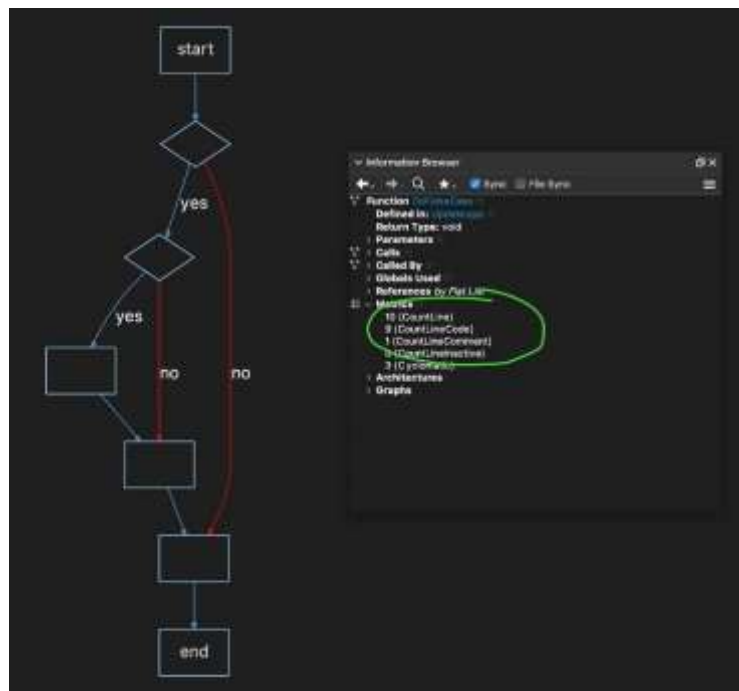 start
yes
yes
no
no
end
Information Browser
Sync File Sync
Function
Defined in:
Return Type: void
Parameters
Calls
Called By
Globals Used
References by Flat List
Metrics
10 (CountLine)
9 (CountLineCode)
1 (CountLineComment)
0 (CountLineInactive)
3 (Cyclomatic)
Architectures
Graphs